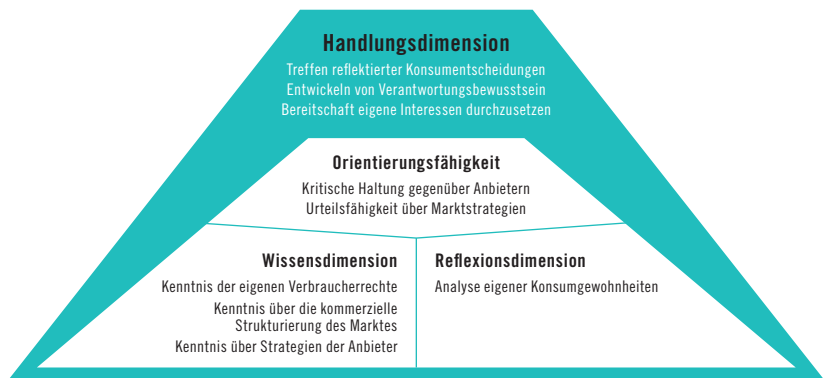 Handlungsdimension
Treffen reflektierter Konsumentscheidungen
Entwickeln von Verantwortungsbewusstsein
Bereitschaft eigene Interessen durchzusetzen
Orientierungsfähigkeit
Kritische Haltung gegenüber Anbietern
Urteilsfähigkeit über Marktstrategien
Wissensdimension
Kenntnis der eigenen Verbraucherrechte
Kenntnis über die kommerzielle
Strukturierung des Marktes
Kenntnis über Strategien der Anbieter
Reflexionsdimension
Analyse eigener Konsumgewohnheiten